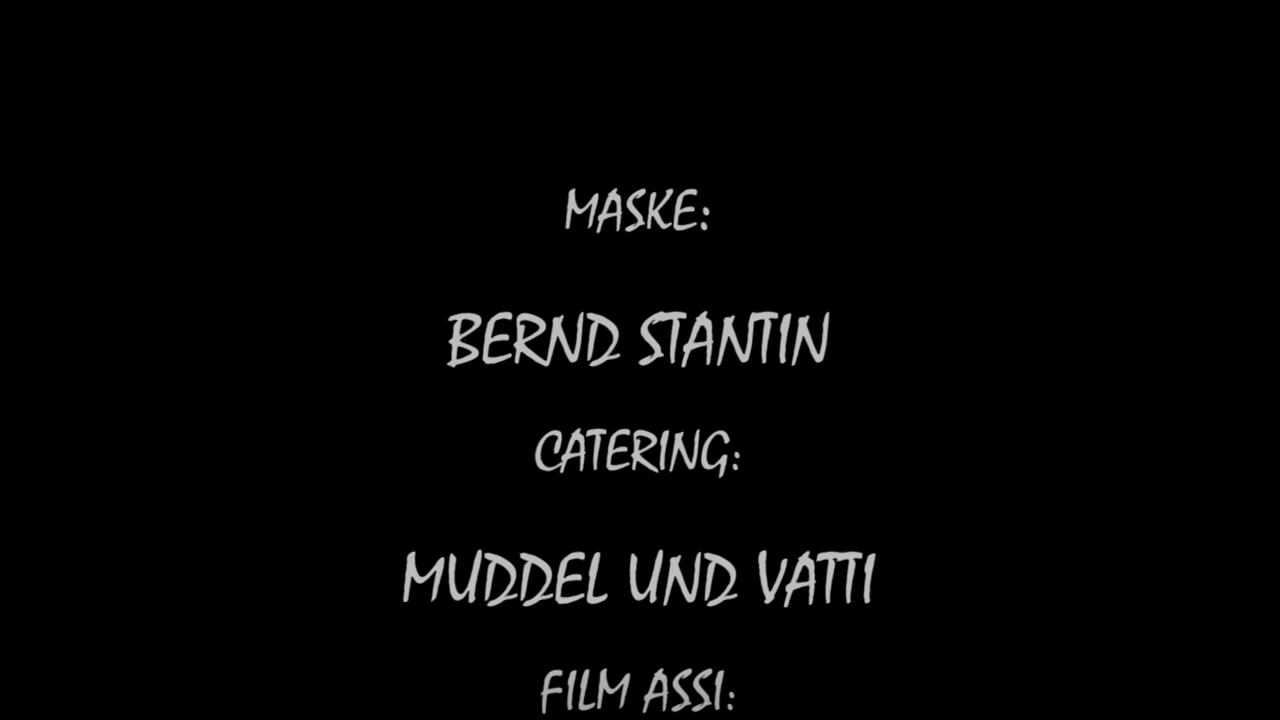 MASKE:
BERND STANTIN
CATERING:
MUDDEL UND VATTI
FILM ASSI: